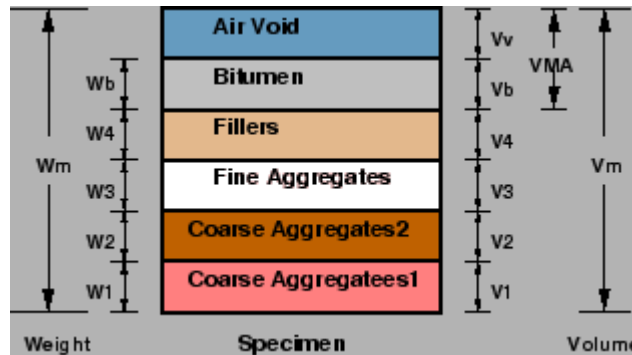 Air Void
Vv
VMA
Wb
Bitumen
Vb
W4
Fillers
V4
Wm
W3
Fine Aggregates
V3
Vm
W2
Coarse Aggregates2
V2
W1
Coarse Aggregatees1
V1
Weight
Specimen
Volume